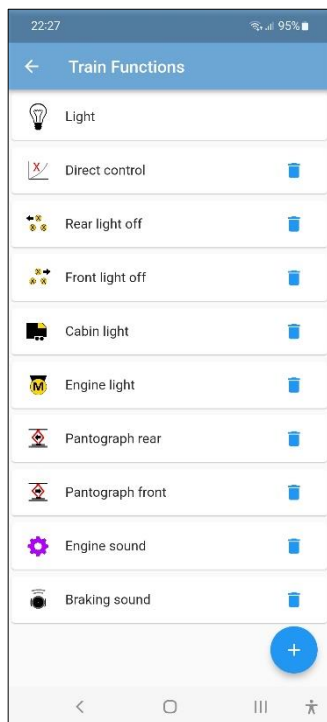 22:27
95%
Train Functions
Light
X
Direct control
Rear light off
Front light off
Cabin light
M
Engine light
Pantograph rear
Pantograph front
Engine sound
Braking sound
+